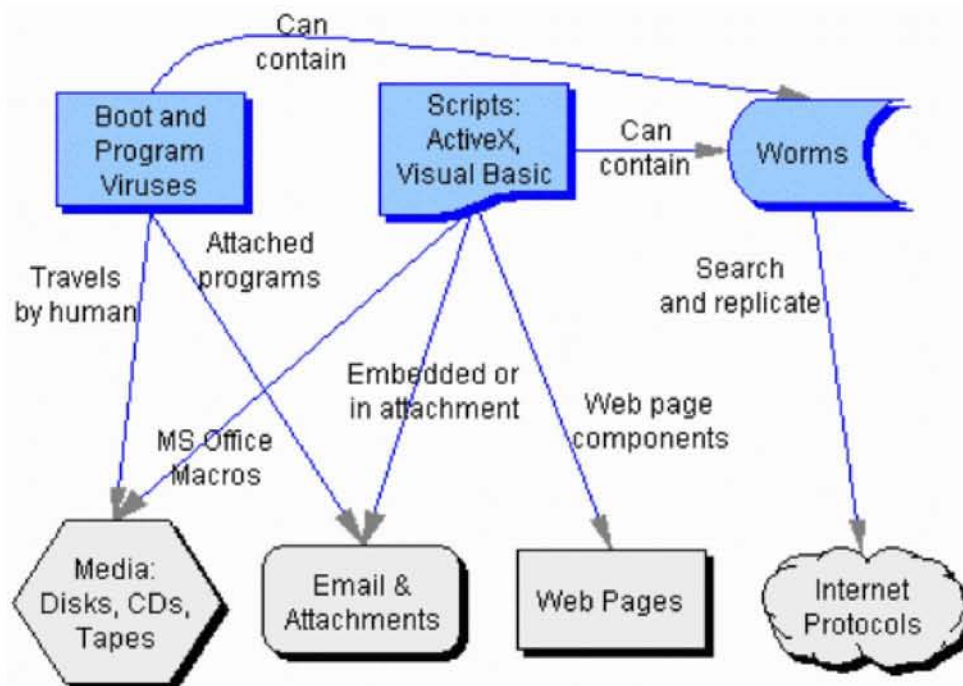 Can
contain
Boot and
Program
Viruses
Scripts:
ActiveX,
Visual Basic
Can
contain
Worms
Travels
by human
Attached
programs
Search
and replicate
Embedded or
in attachment
Web page
components
MS Office
Macros
Media:
Disks, CDs,
Tapes
Email &
Attachments
Web Pages
Internet
Protocols